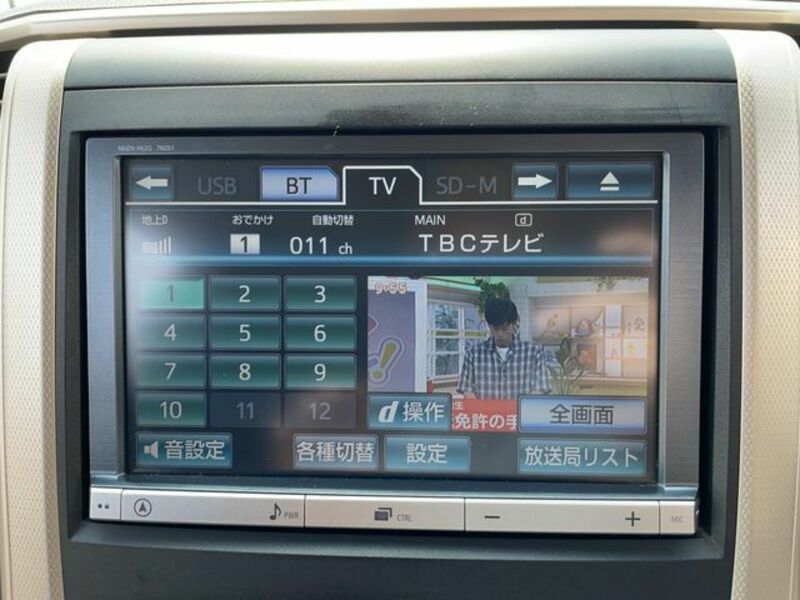 NHZN-X62G 76051
USB BT TV SD-M
地上D おでかけ 自動切替 MAIN d
1 011 ch TBCテレビ
1 2 3
9:55
4 5 6
7 8 9
10 11 12
d操作
免許の手
全画面
音設定 各種切替 設定 放送局リスト
PWR CTRL − + MIC